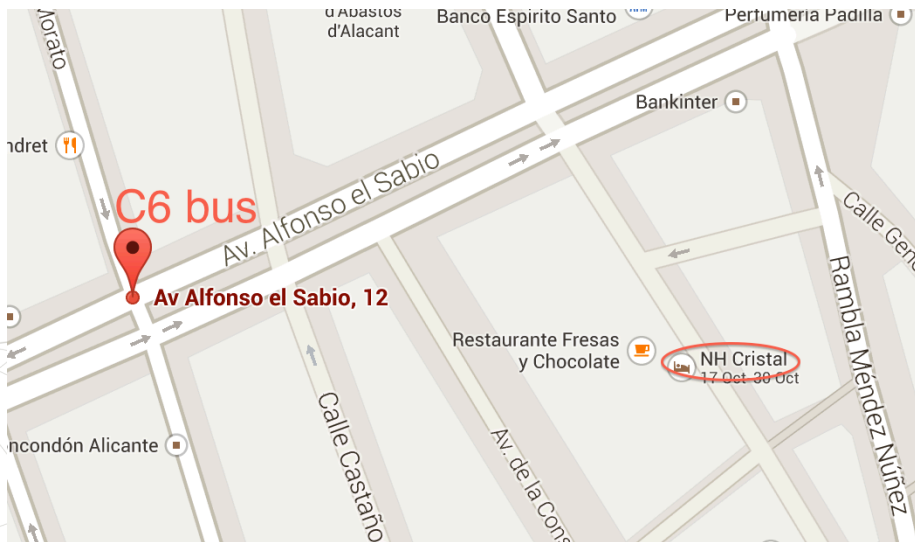 d'Abastos
d'Alacant
Banco Espirito Santo
Perfumeria Padilla
Morato
Bankinter
ndret
C6 bus
Av. Alfonso el Sabio
Av Alfonso el Sabio, 12
Calle Gene
Rambla Méndez Núñez
Restaurante Fresas
y Chocolate
NH Cristal
17 Oct-30 Oct
Calle Castaño
Av. de la Cons
ncondón Alicante